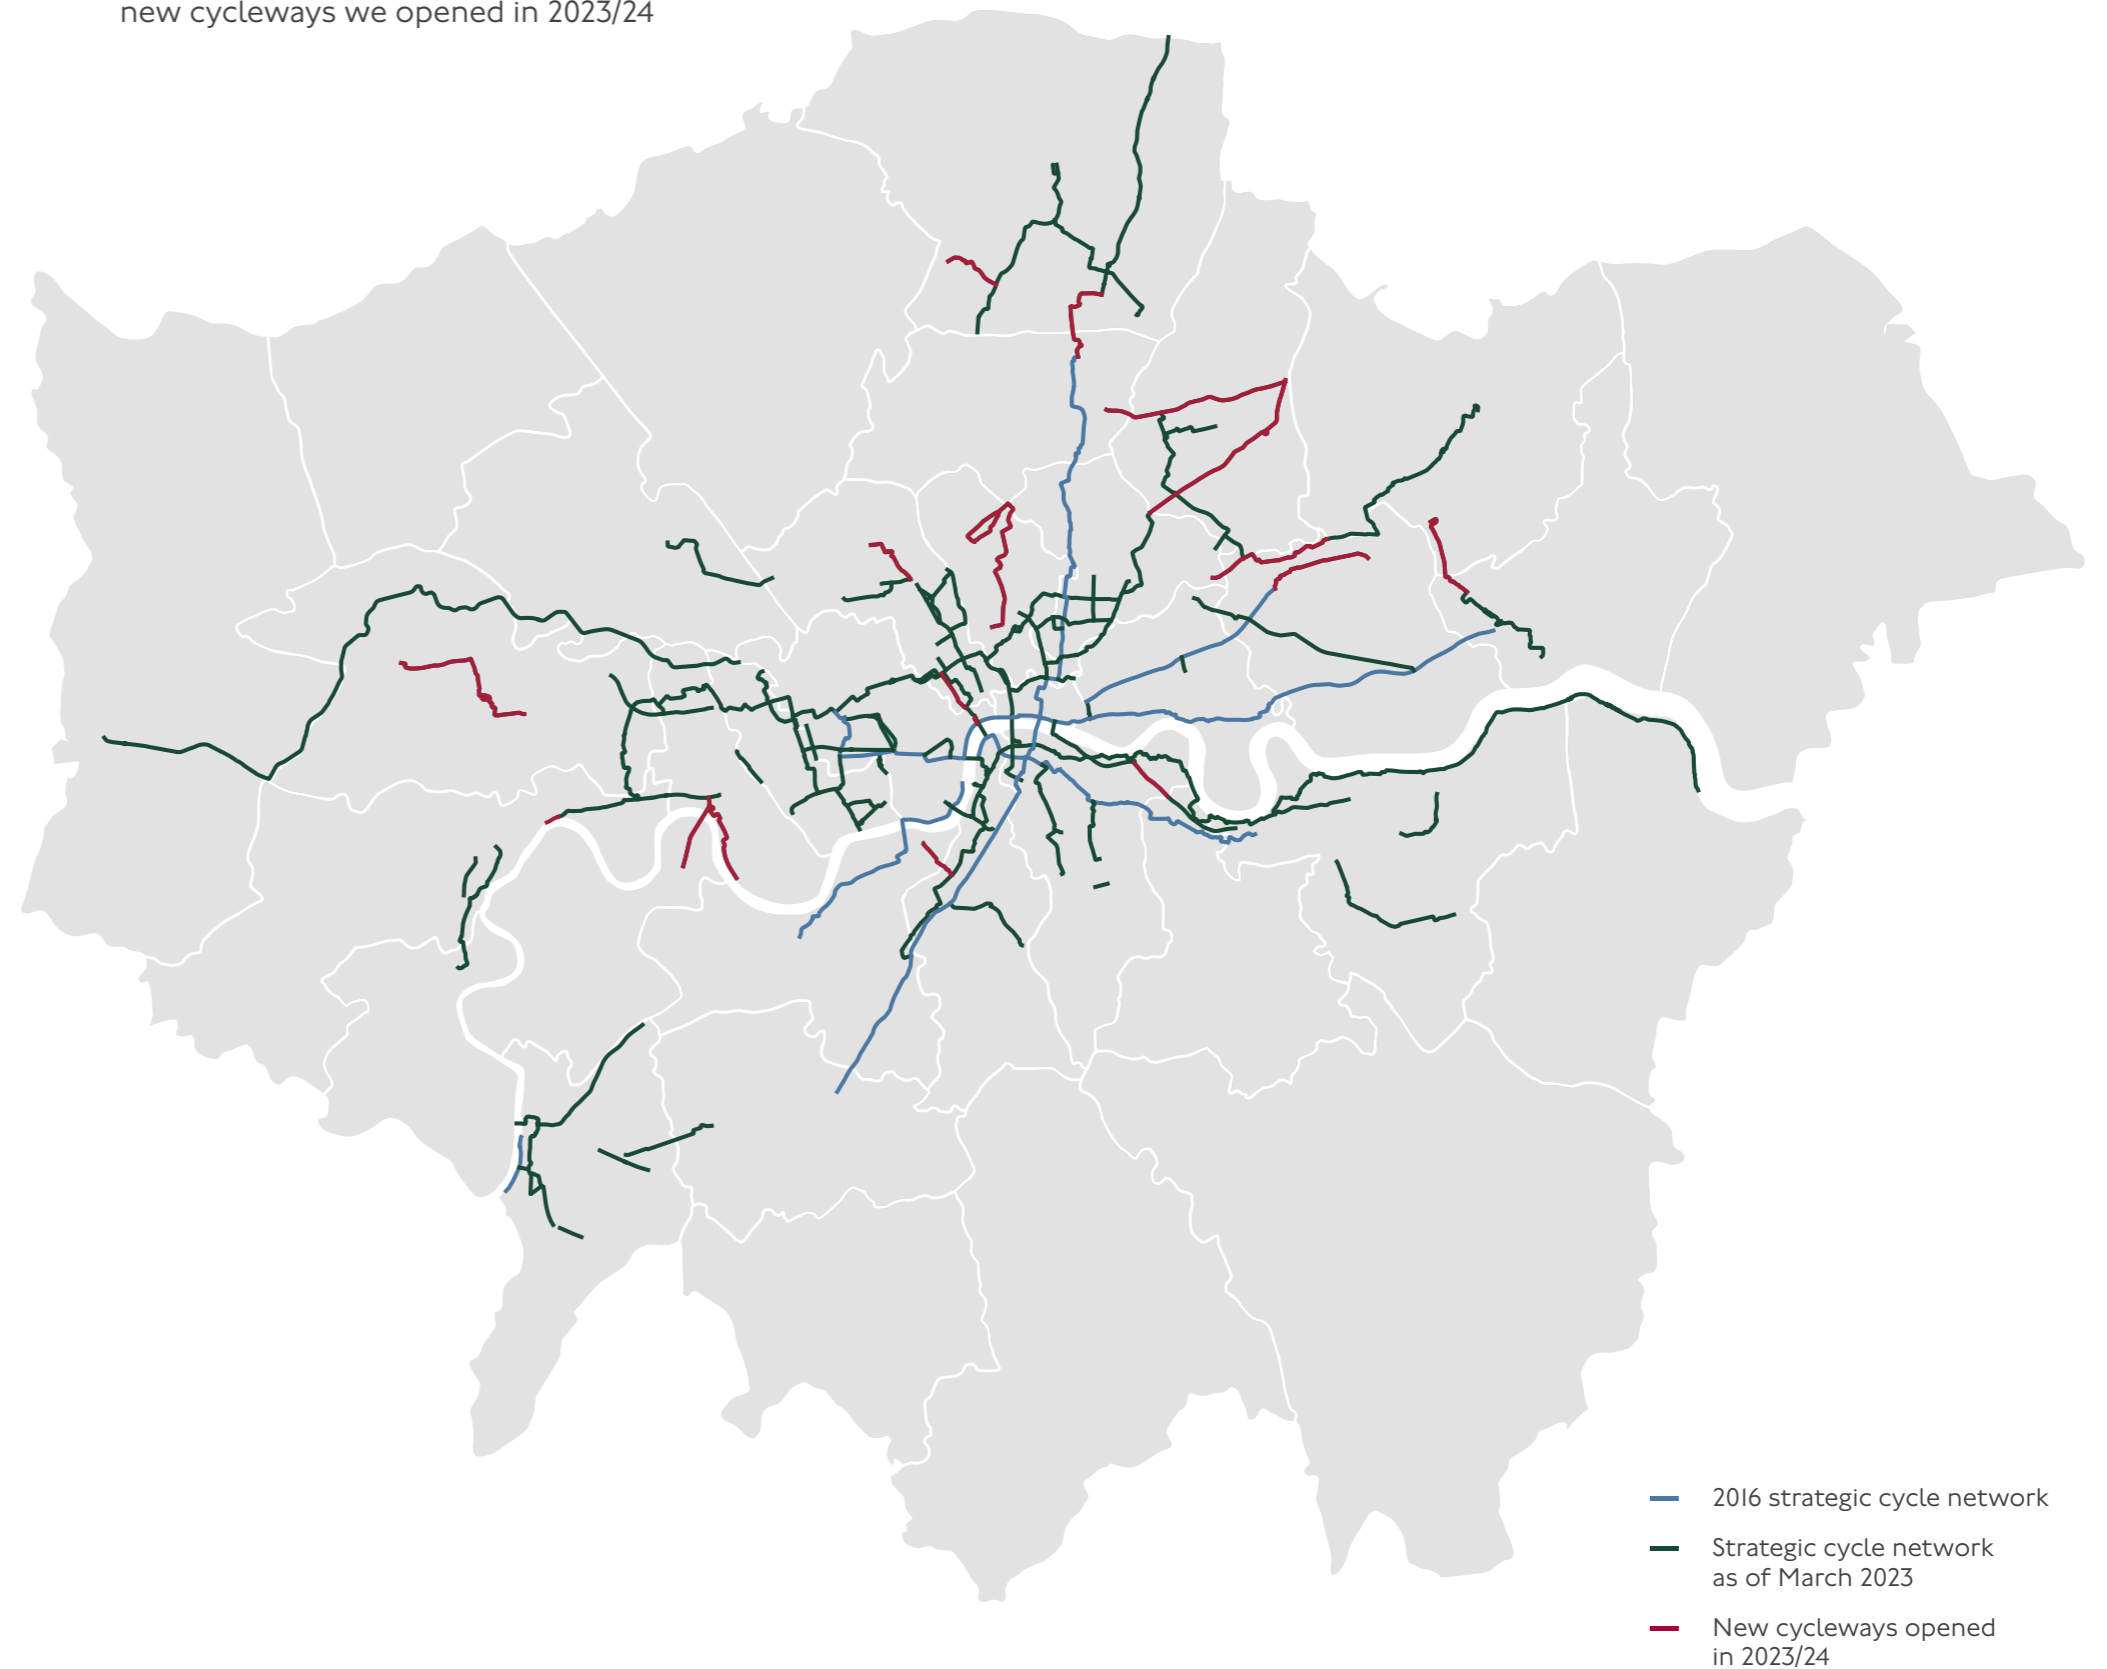 new cycleways we opened in 2023/24
2016 strategic cycle network
Strategic cycle network
as of March 2023
New cycleways opened
in 2023/24